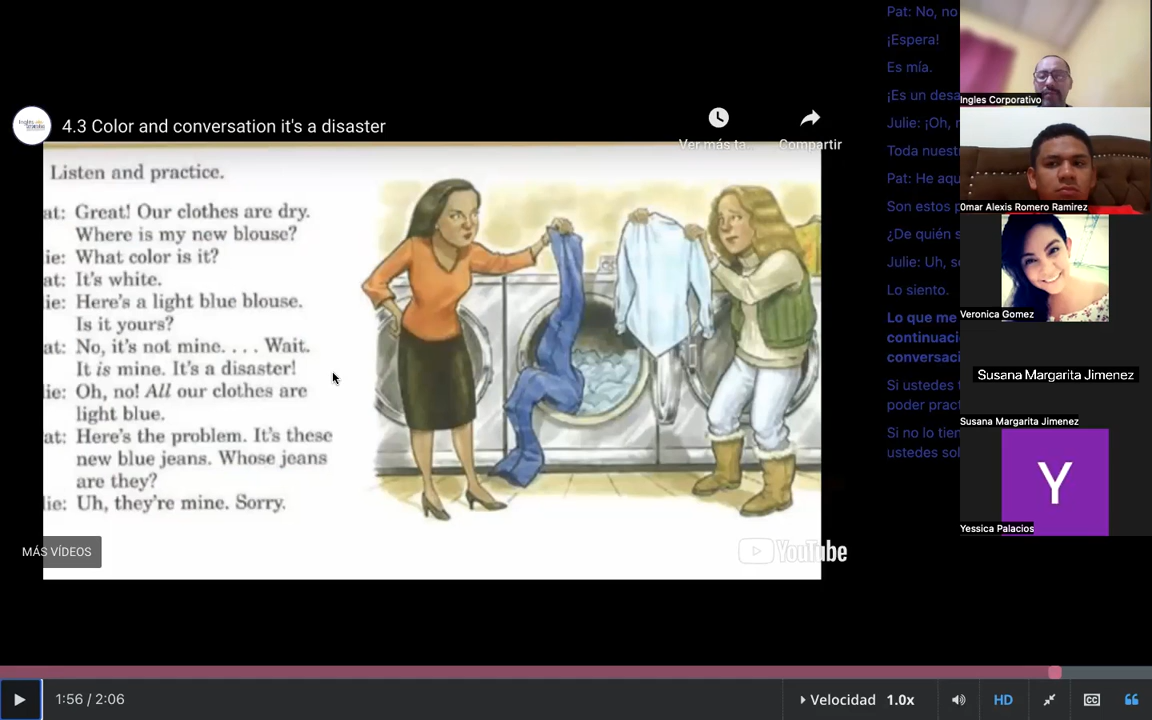 4.3 Color and conversation it's a disaster
Ver más ta...
Compartir
Listen and practice.
at: Great! Our clothes are dry.
Where is my new blouse?
ie: What color is it?
at: It's white.
ie: Here's a light blue blouse.
Is it yours?
at: No, it's not mine. . . . Wait.
It is mine. It's a disaster!
lie: Oh, no! All our clothes are
light blue.
at: Here's the problem. It's these
new blue jeans. Whose jeans
are they?
lie: Uh, they're mine. Sorry.
MÁS VÍDEOS
YouTube
Pat: No, no
¡Espera!
Es mía.
¡Es un desa
Julie: ¡Oh,
Toda nuest
Pat: He aqu
Son estos
¿De quién s
Julie: Uh, s
Lo siento.
Lo que me
continuaci
conversaci
Si ustedes
poder pract
Si no lo tien
ustedes sol
Ingles Corporativo
0mar Alexis Romero Ramirez
Veronica Gomez
Susana Margarita Jimenez
Susana Margarita Jimenez
Y
Yessica Palacios
1:56 / 2:06
Velocidad 1.0x
HD
CC